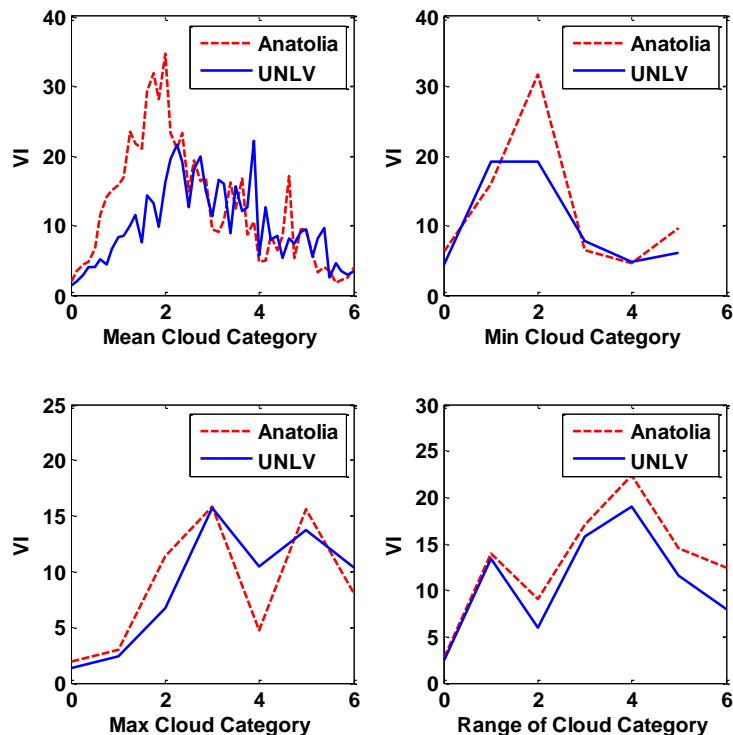 40
30
20
10
0
VI
Anatolia
UNLV
0 2 4 6
Mean Cloud Category
40
30
20
10
0
VI
Anatolia
UNLV
0 1 2 3 4 5 6
Min Cloud Category
25
20
15
10
5
0
VI
Anatolia
UNLV
0 2 4 6
Max Cloud Category
30
25
20
15
10
5
0
VI
Anatolia
UNLV
0 2 4 6
Range of Cloud Category